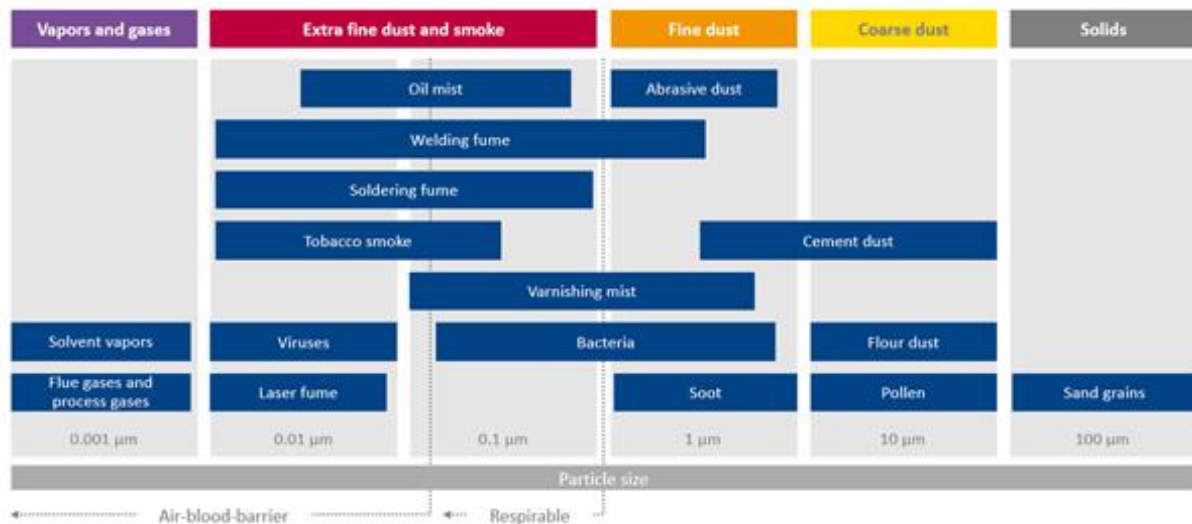 Vapors and gases
Extra fine dust and smoke
Fine dust
Coarse dust
Solids
Oil mist
Abrasive dust
Welding fume
Soldering fume
Tobacco smoke
Cement dust
Varnishing mist
Solvent vapors
Viruses
Bacteria
Flour dust
Flue gases and
process gases
Laser fume
Soot
Pollen
Sand grains
0.001 µm
0.01 µm
0.1 µm
1 µm
10 µm
100 µm
Particle size
Air-blood-barrier
Respirable